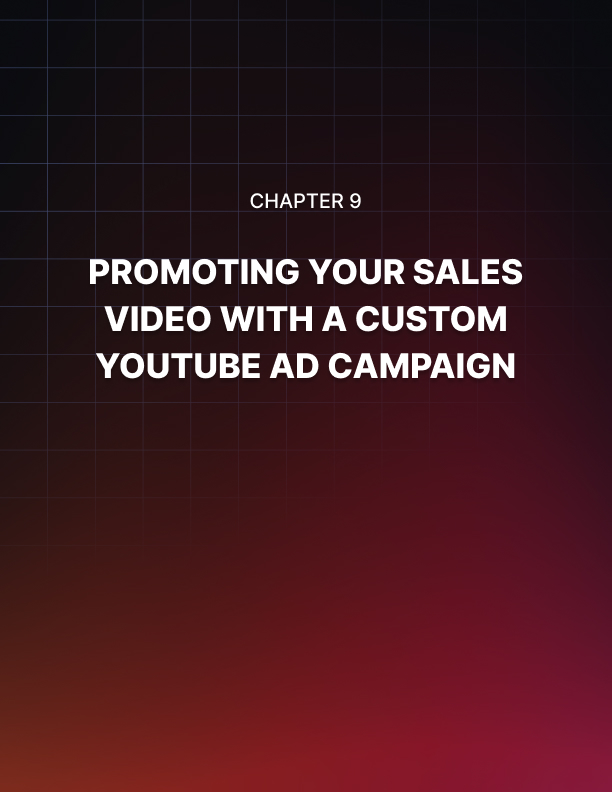 CHAPTER 9
PROMOTING YOUR SALES
VIDEO WITH A CUSTOM
YOUTUBE AD CAMPAIGN